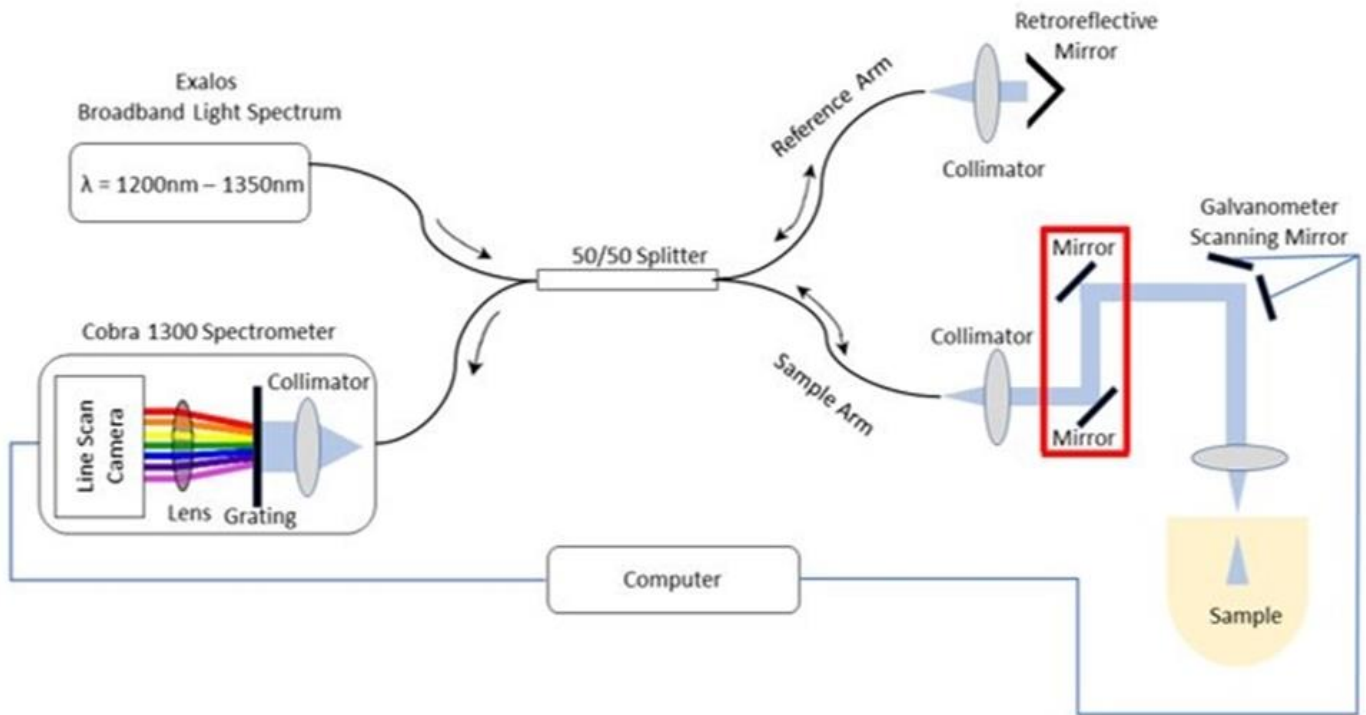 Exalos
Broadband Light Spectrum
λ = 1200nm – 1350nm
50/50 Splitter
Reference Arm
Retroreflective
Mirror
Collimator
Galvanometer
Scanning Mirror
Mirror
Collimator
Mirror
Sample Arm
Cobra 1300 Spectrometer
Collimator
Line Scan
Camera
Lens
Grating
Computer
Sample